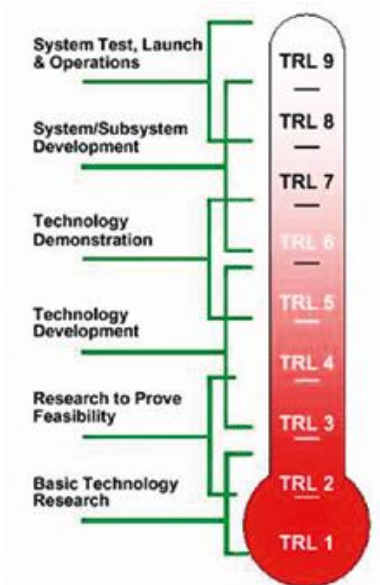 System Test, Launch
& Operations
System/Subsystem
Development
Technology
Demonstration
Technology
Development
Research to Prove
Feasibility
Basic Technology
Research
TRL 9
TRL 8
TRL 7
TRL 6
TRL 5
TRL 4
TRL 3
TRL 2
TRL 1